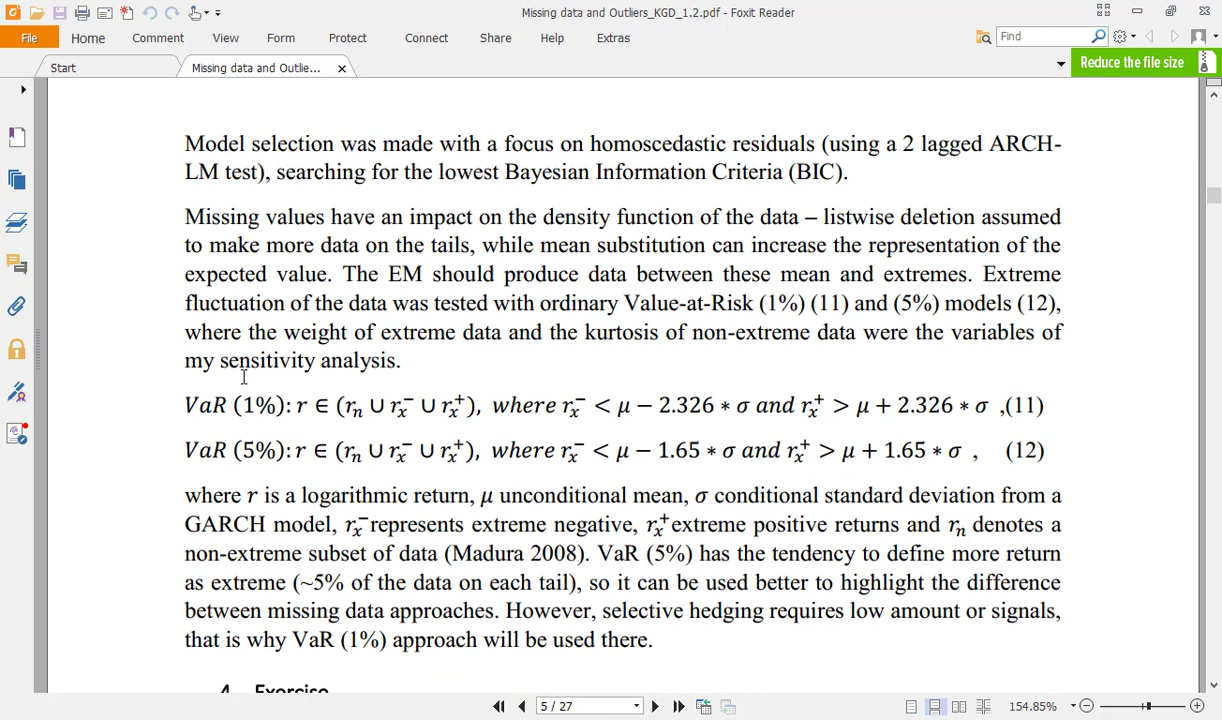 Missing data and Outliers_KGD_1.2.pdf - Foxit Reader
File Home Comment View Form Protect Connect Share Help Extras Find
Start Missing data and Outlie...
Reduce the file size
Model selection was made with a focus on homoscedastic residuals (using a 2 lagged ARCH-
LM test), searching for the lowest Bayesian Information Criteria (BIC).
Missing values have an impact on the density function of the data – listwise deletion assumed
to make more data on the tails, while mean substitution can increase the representation of the
expected value. The EM should produce data between these mean and extremes. Extreme
fluctuation of the data was tested with ordinary Value-at-Risk (1%) (11) and (5%) models (12),
where the weight of extreme data and the kurtosis of non-extreme data were the variables of
my sensitivity analysis.
VaR (1%): r ∈ (rₙ ∪ rₓ⁻ ∪ rₓ⁺), where rₓ⁻ < μ − 2.326 ∗ σ and rₓ⁺ > μ + 2.326 ∗ σ ,(11)
VaR (5%): r ∈ (rₙ ∪ rₓ⁻ ∪ rₓ⁺), where rₓ⁻ < μ − 1.65 ∗ σ and rₓ⁺ > μ + 1.65 ∗ σ , (12)
where r is a logarithmic return, μ unconditional mean, σ conditional standard deviation from a
GARCH model, rₓ⁻represents extreme negative, rₓ⁺extreme positive returns and rₙ denotes a
non-extreme subset of data (Madura 2008). VaR (5%) has the tendency to define more return
as extreme (~5% of the data on each tail), so it can be used better to highlight the difference
between missing data approaches. However, selective hedging requires low amount or signals,
that is why VaR (1%) approach will be used there.
4 Exercise
5 / 27 154.85%